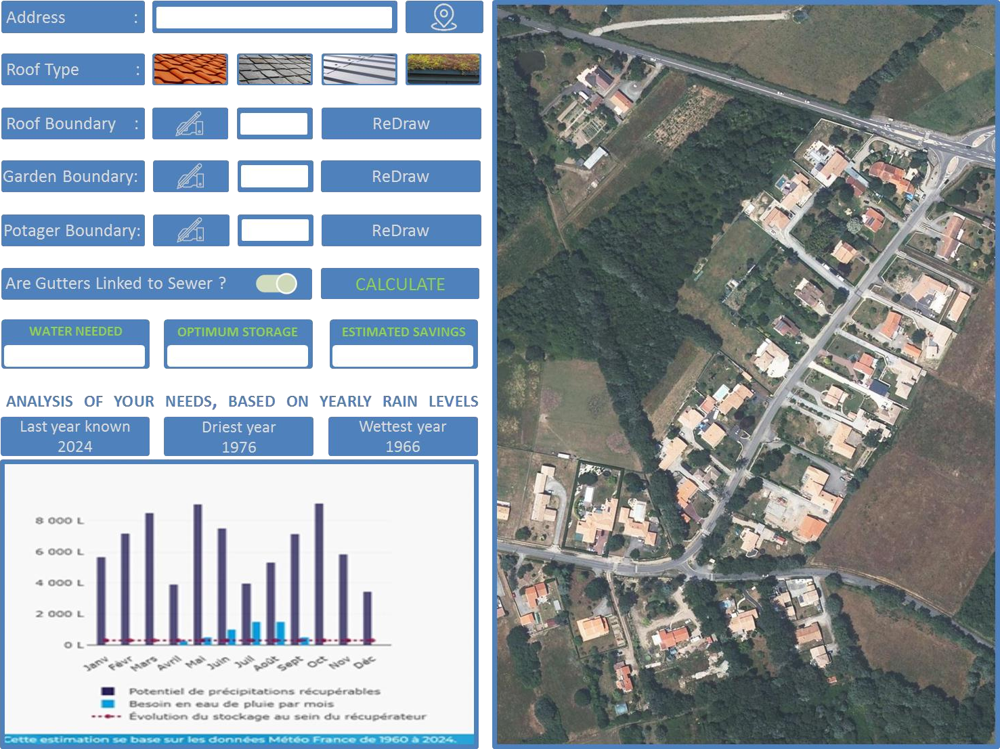 Address :
Roof Type :
Roof Boundary : ReDraw
Garden Boundary: ReDraw
Potager Boundary: ReDraw
Are Gutters Linked to Sewer ? CALCULATE
WATER NEEDED OPTIMUM STORAGE ESTIMATED SAVINGS
ANALYSIS OF YOUR NEEDS, BASED ON YEARLY RAIN LEVELS
Last year known Driest year Wettest year
2024 1976 1966
8 000 L
6 000 L
4 000 L
2 000 L
0 L
Janv Févr Mars Avril Mai Juin Juil Août Sept Oct Nov Déc
Potentiel de précipitations récupérables
Besoin en eau de pluie par mois
Évolution du stockage au sein du récupérateur
Cette estimation se base sur les données Météo France de 1960 à 2024.